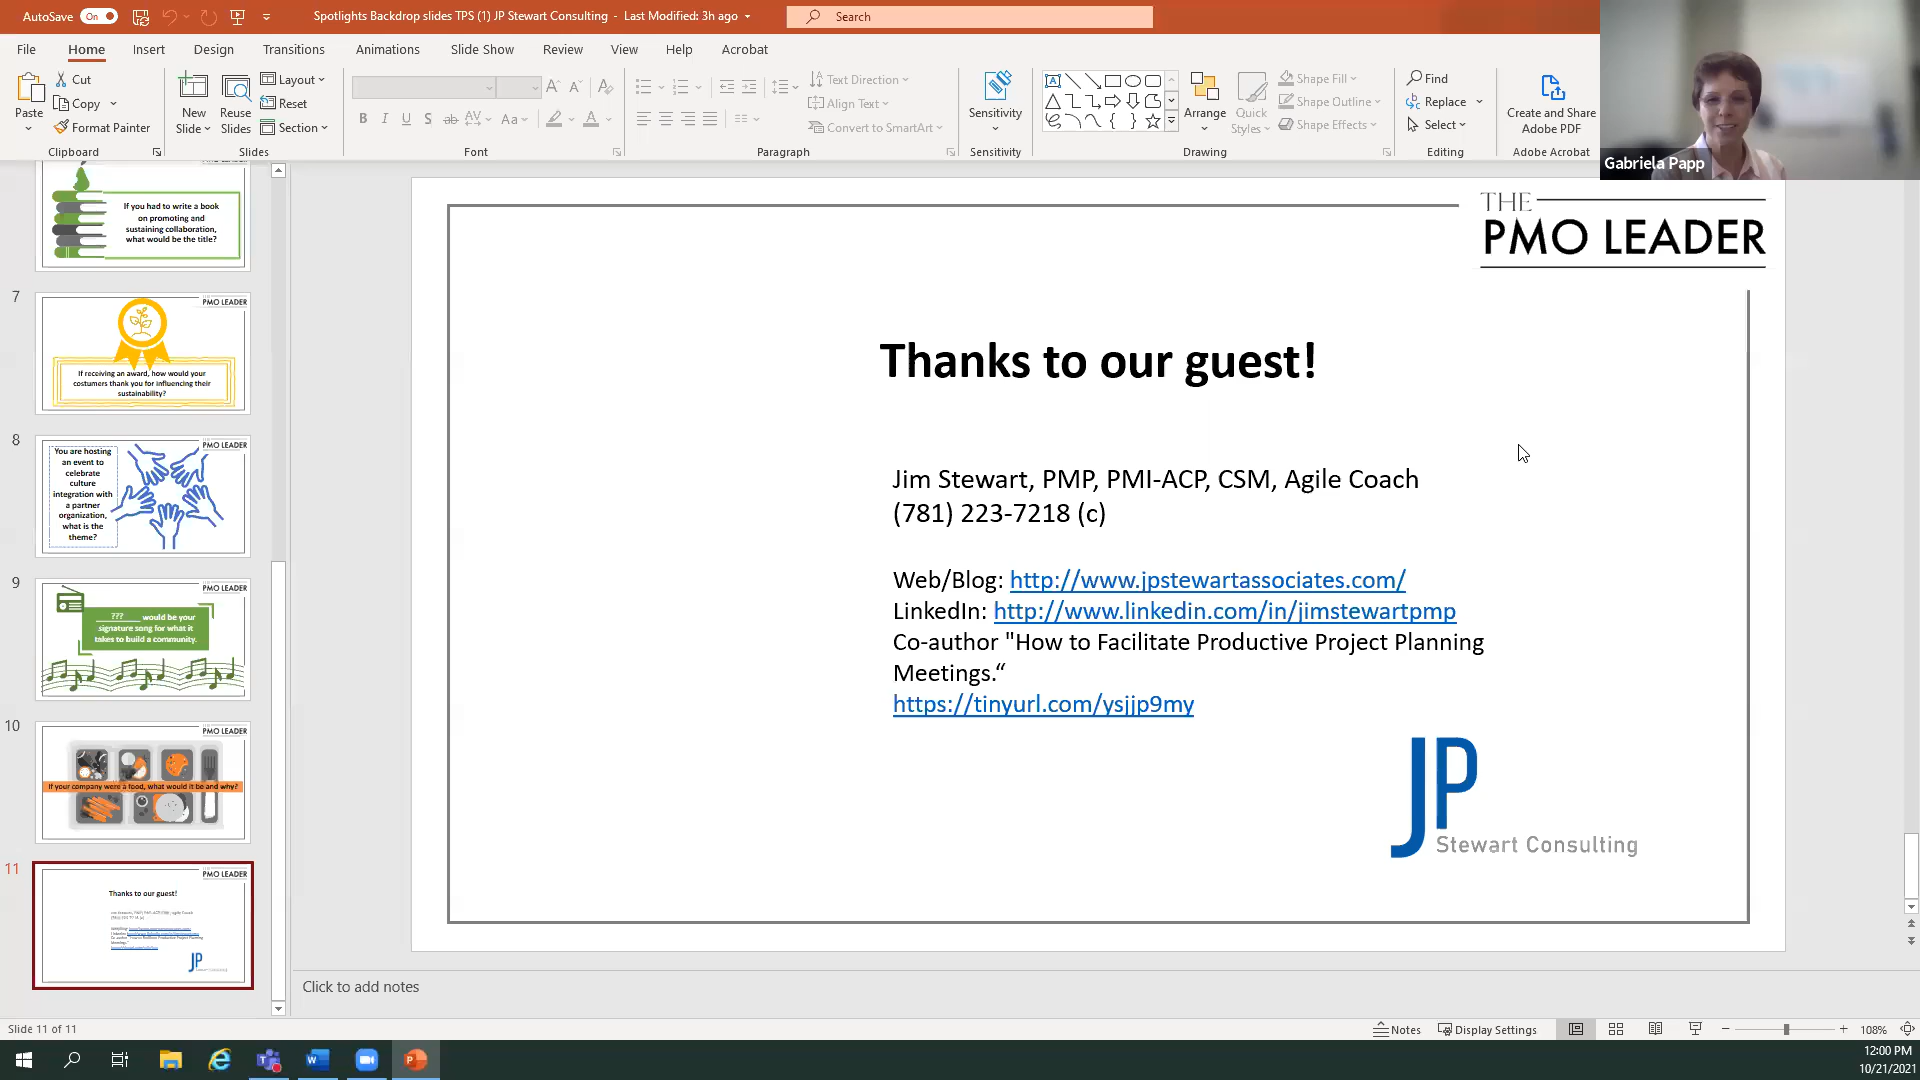 AutoSave On
Spotlights Backdrop slides TPS (1) JP Stewart Consulting - Last Modified: 3h ago
Search
File Home Insert Design Transitions Animations Slide Show Review View Help Acrobat
Paste
Cut
Copy
Format Painter
Clipboard
New Slide
Reuse Slides
Layout
Reset
Section
Slides
Font
Text Direction
Align Text
Convert to SmartArt
Paragraph
Sensitivity
Sensitivity
Arrange
Quick Styles
Shape Fill
Shape Outline
Shape Effects
Drawing
Find
Replace
Select
Editing
Create and Share
Adobe PDF
Adobe Acrobat
Gabriela Papp
If you had to write a book
on promoting and
sustaining collaboration,
what would be the title?
7
PMO LEADER
If receiving an award, how would your
costumers thank you for influencing their
sustainability?
8
PMO LEADER
You are hosting
an event to
celebrate
culture
integration with
a partner
organization,
what is the
theme?
9
PMO LEADER
??? would be your
signature song for what it
takes to build a community.
10
PMO LEADER
If your company were a food, what would it be and why?
11
PMO LEADER
Thanks to our guest!
JP
THE
PMO LEADER
Thanks to our guest!
Jim Stewart, PMP, PMI-ACP, CSM, Agile Coach
(781) 223-7218 (c)
Web/Blog: http://www.jpstewartassociates.com/
LinkedIn: http://www.linkedin.com/in/jimstewartpmp
Co-author "How to Facilitate Productive Project Planning
Meetings.“
https://tinyurl.com/ysjjp9my
JP
Stewart Consulting
Click to add notes
Slide 11 of 11
Notes
Display Settings
108%
12:00 PM
10/21/2021